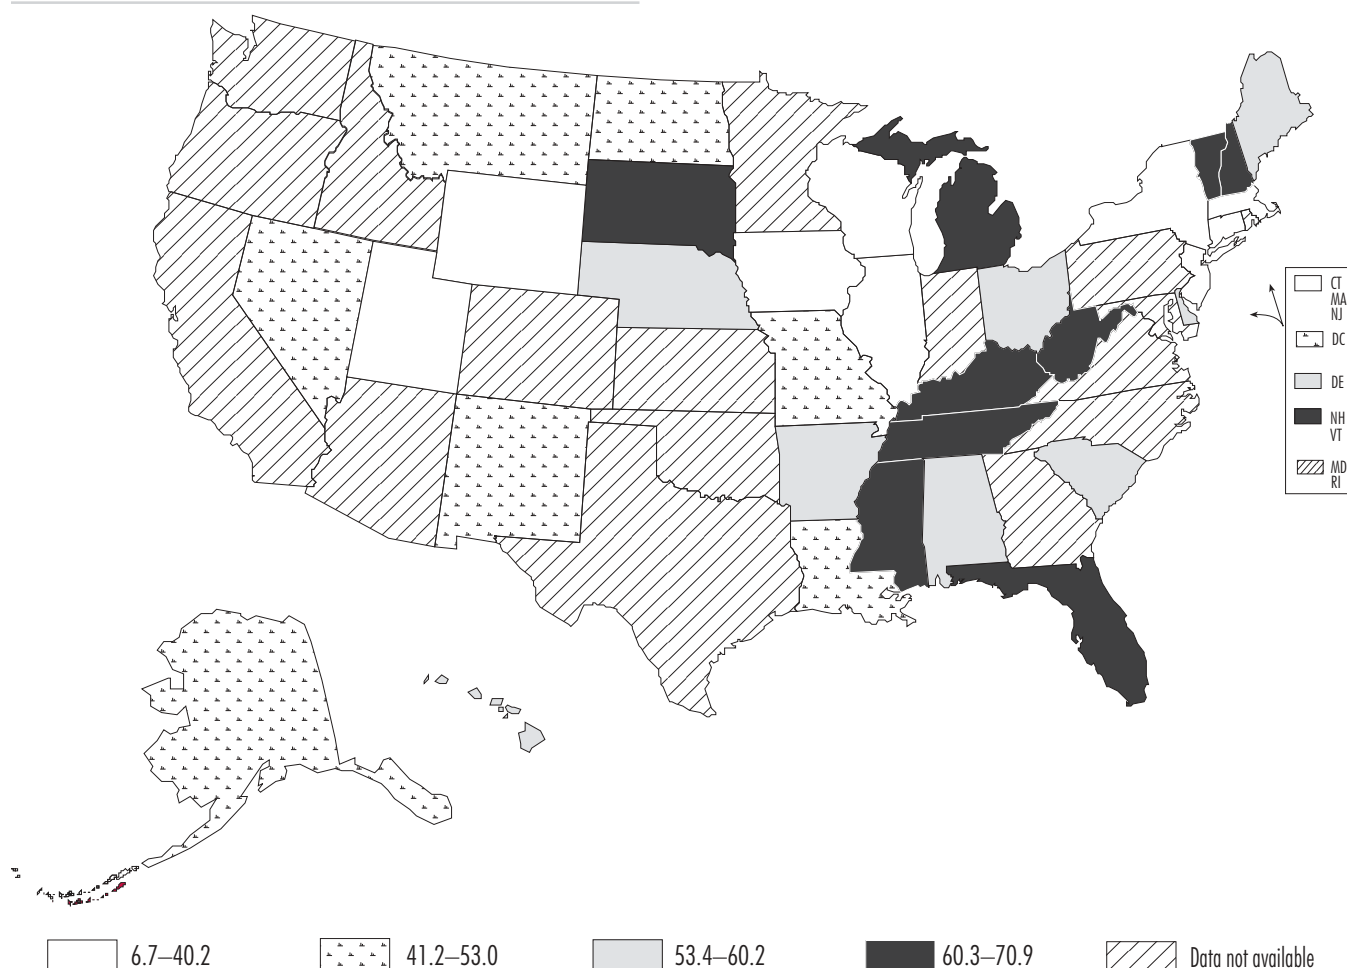 CT
MA
NJ
DC
DE
NH
VT
MD
RI
6.7–40.2 41.2–53.0 53.4–60.2 60.3–70.9 Data not available